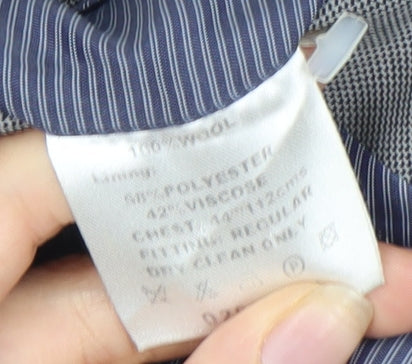 100% WOOL
Lining:
58% POLYESTER
42% VISCOSE
CHEST: 44" 112cms
FITTING: REGULAR
DRY CLEAN ONLY
P